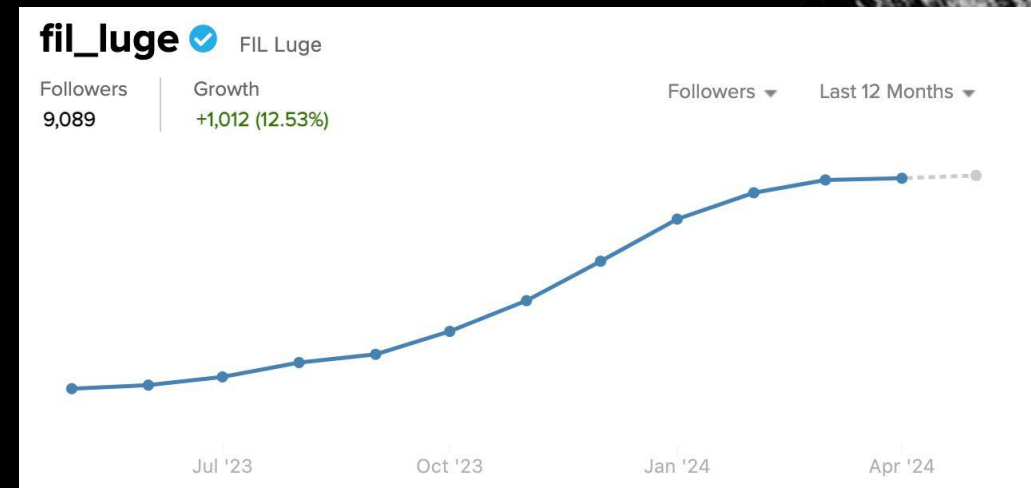 fil_luge FIL Luge
Followers Growth
9,089 +1,012 (12.53%)
Followers Last 12 Months
Jul '23 Oct '23 Jan '24 Apr '24